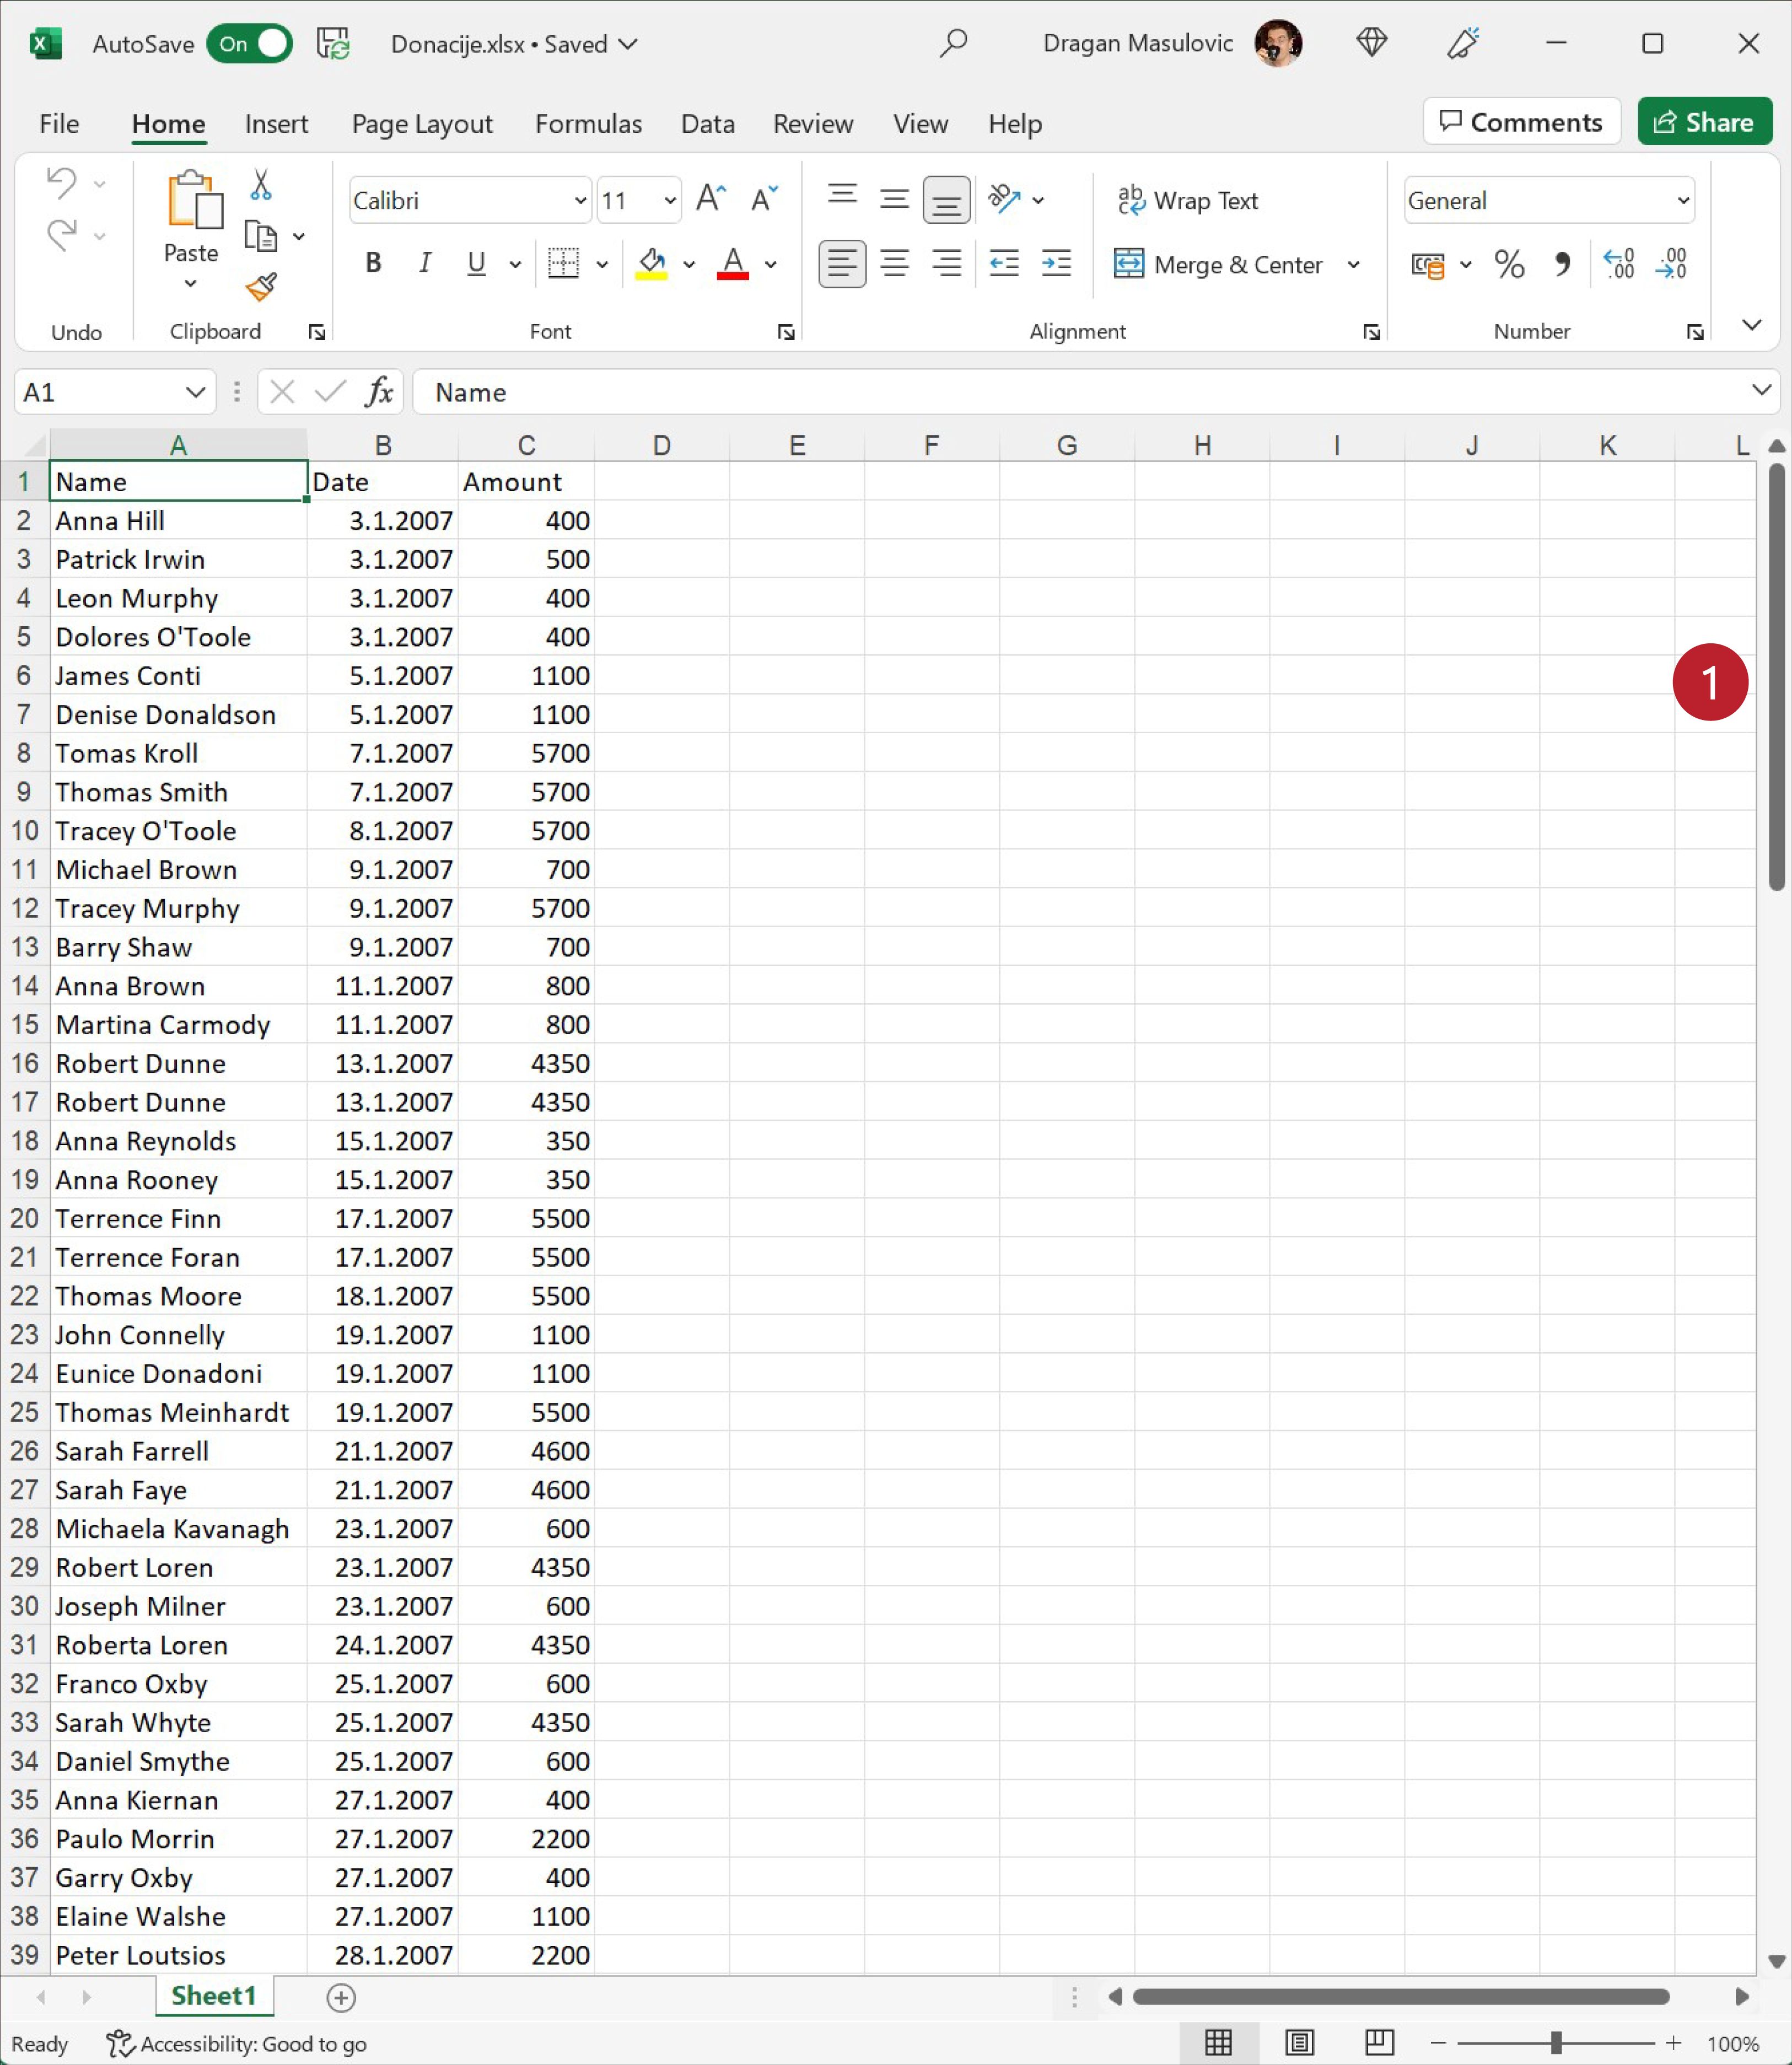 AutoSave On Donacije.xlsx • Saved Dragan Masulovic
File Home Insert Page Layout Formulas Data Review View Help Comments Share
Calibri 11 ab c Wrap Text General
Paste B I U A Merge & Center % 0 .00 .00 0
Undo Clipboard Font Alignment Number
A1 fx Name
A B C D E F G H I J K L
1 Name Date Amount
2 Anna Hill 3.1.2007 400
3 Patrick Irwin 3.1.2007 500
4 Leon Murphy 3.1.2007 400
5 Dolores O'Toole 3.1.2007 400
6 James Conti 5.1.2007 1100
1
7 Denise Donaldson 5.1.2007 1100
8 Tomas Kroll 7.1.2007 5700
9 Thomas Smith 7.1.2007 5700
10 Tracey O'Toole 8.1.2007 5700
11 Michael Brown 9.1.2007 700
12 Tracey Murphy 9.1.2007 5700
13 Barry Shaw 9.1.2007 700
14 Anna Brown 11.1.2007 800
15 Martina Carmody 11.1.2007 800
16 Robert Dunne 13.1.2007 4350
17 Robert Dunne 13.1.2007 4350
18 Anna Reynolds 15.1.2007 350
19 Anna Rooney 15.1.2007 350
20 Terrence Finn 17.1.2007 5500
21 Terrence Foran 17.1.2007 5500
22 Thomas Moore 18.1.2007 5500
23 John Connelly 19.1.2007 1100
24 Eunice Donadoni 19.1.2007 1100
25 Thomas Meinhardt 19.1.2007 5500
26 Sarah Farrell 21.1.2007 4600
27 Sarah Faye 21.1.2007 4600
28 Michaela Kavanagh 23.1.2007 600
29 Robert Loren 23.1.2007 4350
30 Joseph Milner 23.1.2007 600
31 Roberta Loren 24.1.2007 4350
32 Franco Oxby 25.1.2007 600
33 Sarah Whyte 25.1.2007 4350
34 Daniel Smythe 25.1.2007 600
35 Anna Kiernan 27.1.2007 400
36 Paulo Morrin 27.1.2007 2200
37 Garry Oxby 27.1.2007 400
38 Elaine Walshe 27.1.2007 1100
39 Peter Loutsios 28.1.2007 2200
Sheet1
Ready Accessibility: Good to go 100%